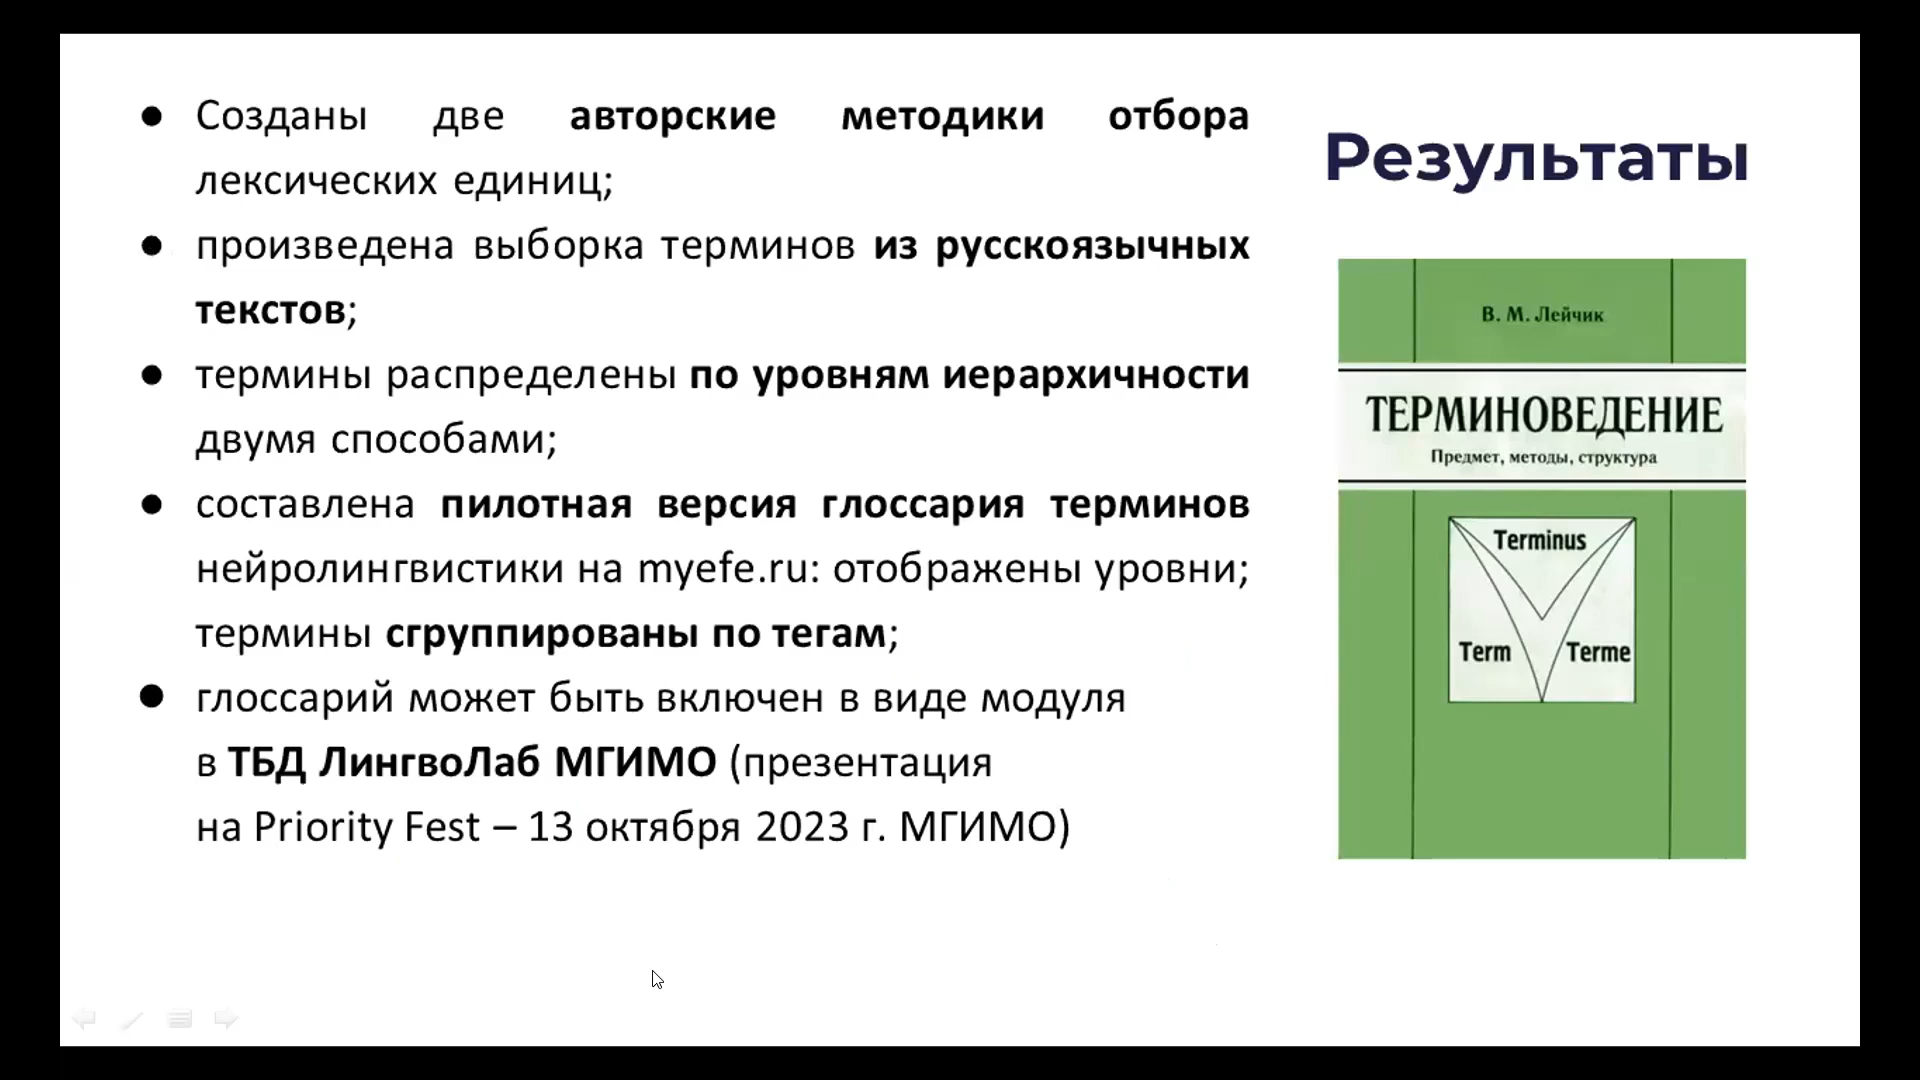 Результаты
● Созданы две авторские методики отбора
лексических единиц;
● произведена выборка терминов из русскоязычных
текстов;
● термины распределены по уровням иерархичности
двумя способами;
● составлена пилотная версия глоссария терминов
нейролингвистики на myefe.ru: отображены уровни;
термины сгруппированы по тегам;
● глоссарий может быть включен в виде модуля
в ТБД ЛингвоЛаб МГИМО (презентация
на Priority Fest – 13 октября 2023 г. МГИМО)
В. М. Лейчик
ТЕРМИНОВЕДЕНИЕ
Предмет, методы, структура
Terminus
Term Terme